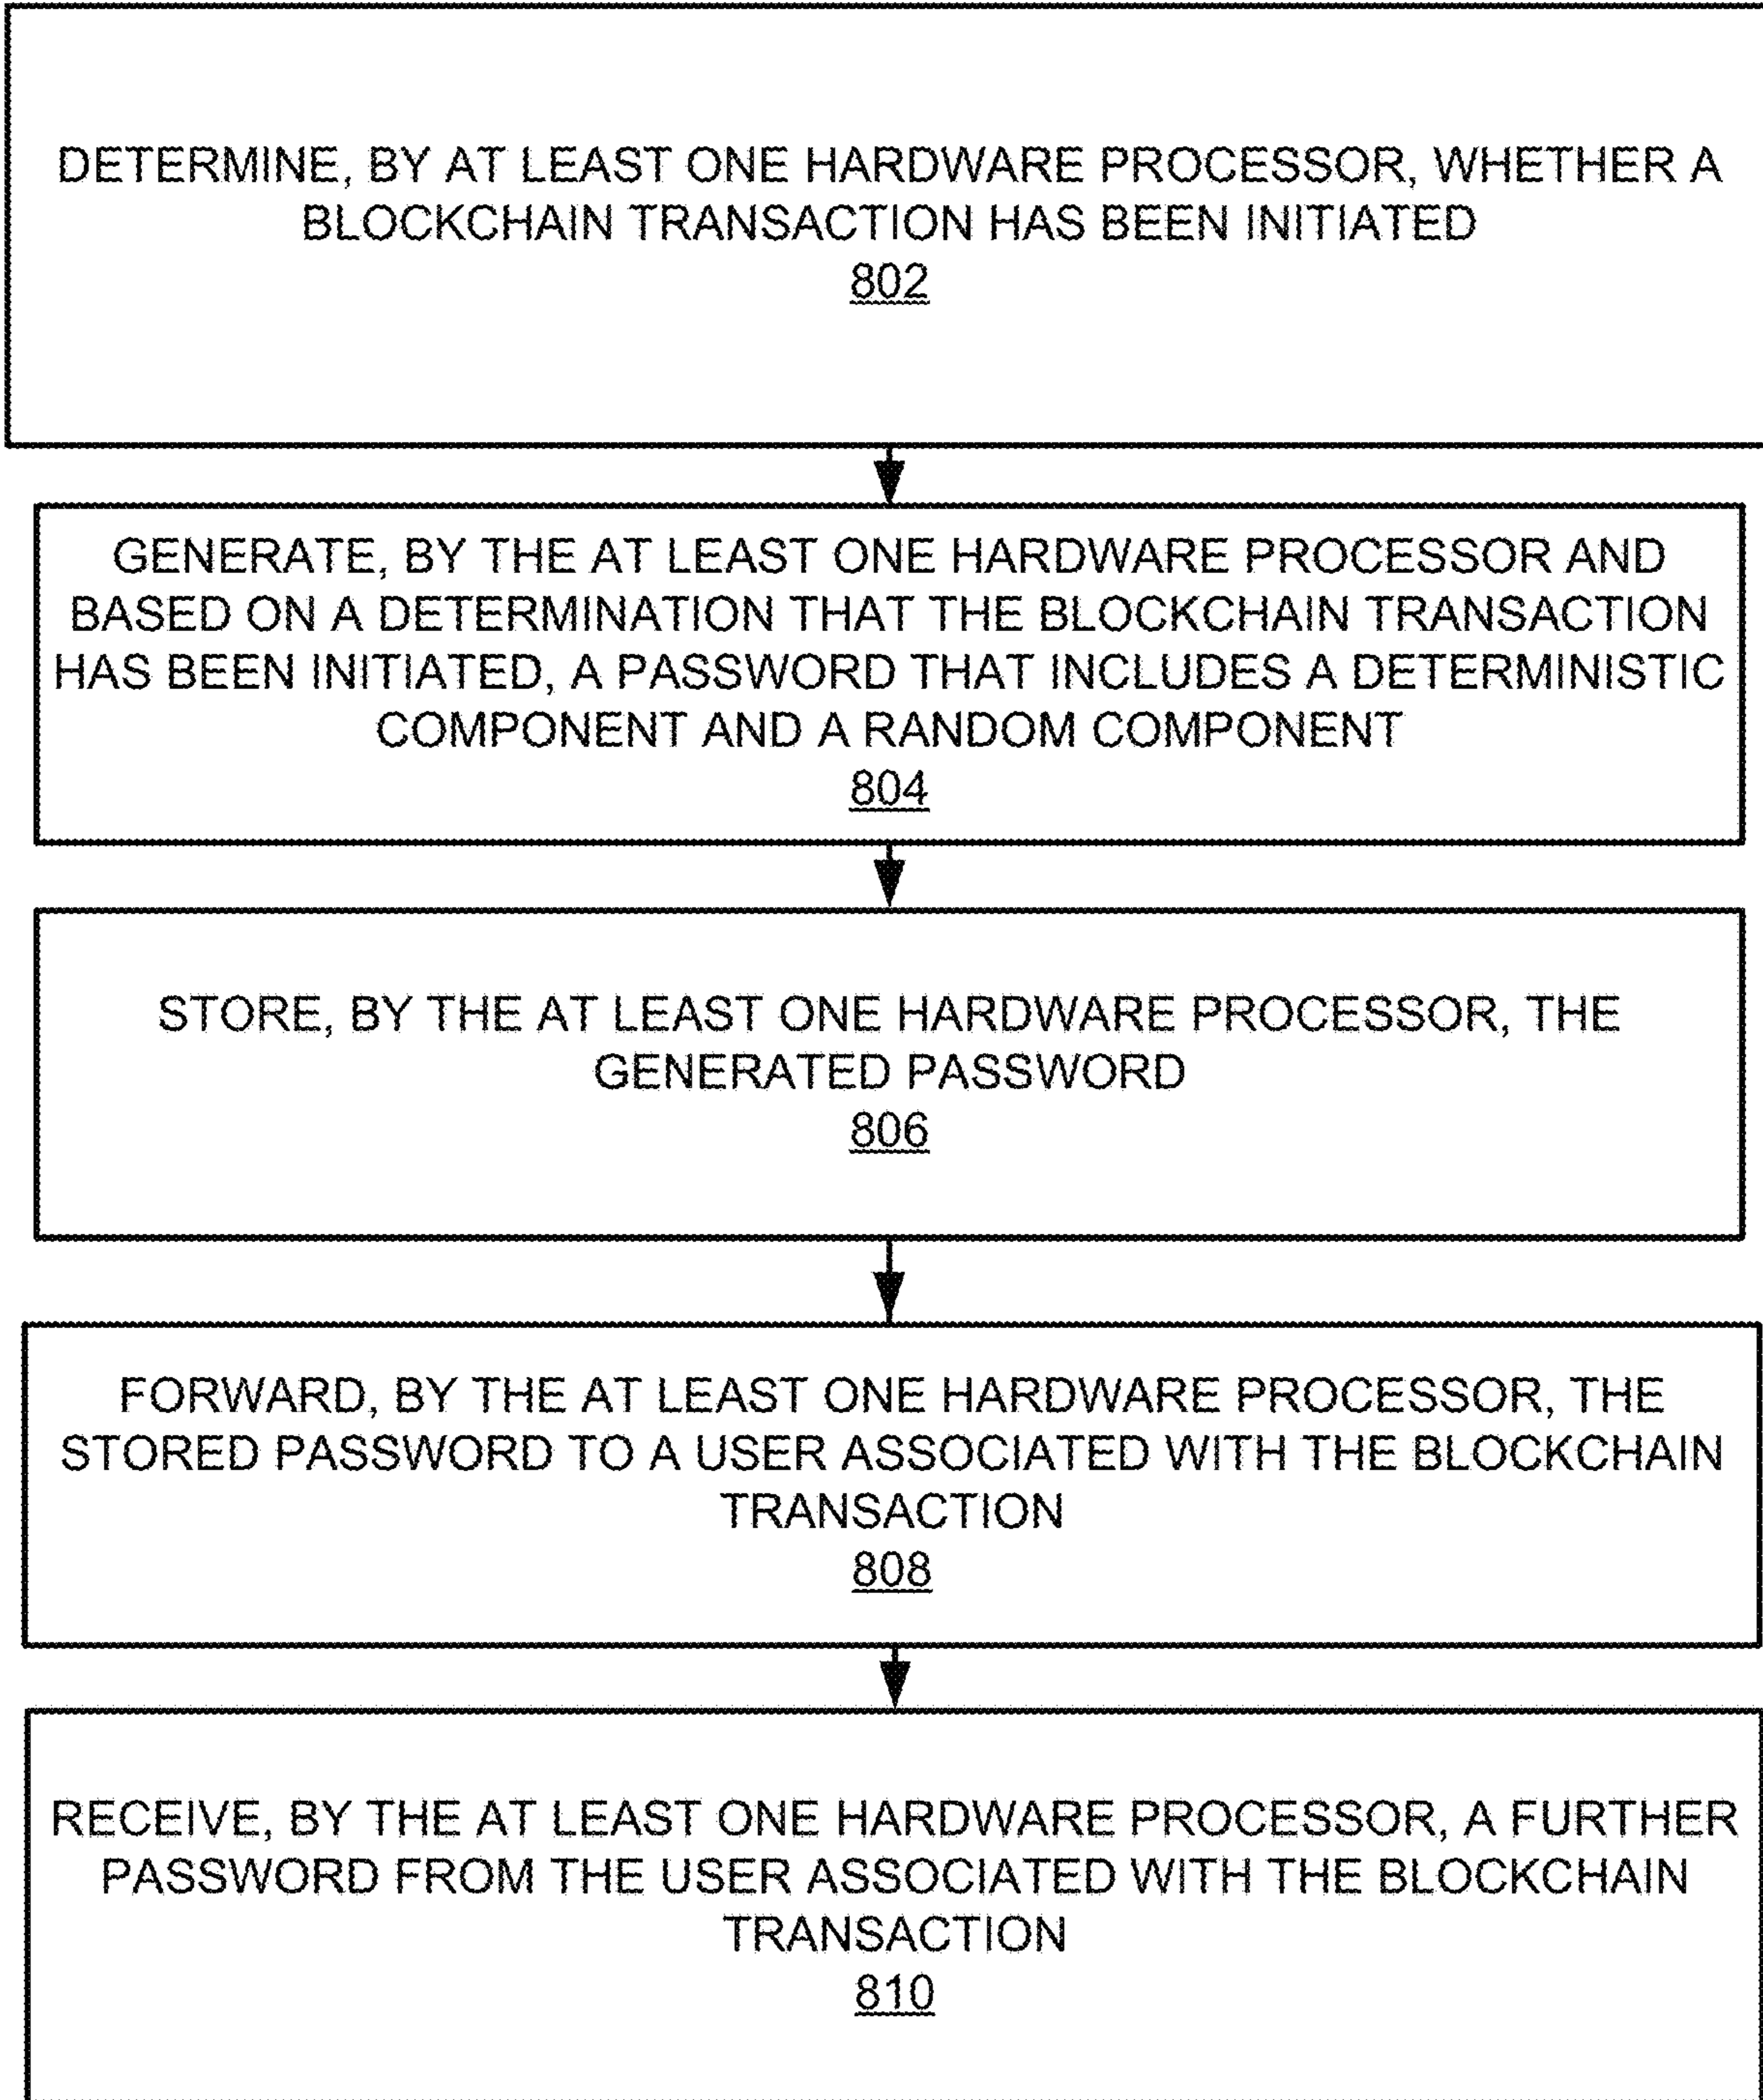 DETERMINE, BY AT LEAST ONE HARDWARE PROCESSOR, WHETHER A
BLOCKCHAIN TRANSACTION HAS BEEN INITIATED
802
GENERATE, BY THE AT LEAST ONE HARDWARE PROCESSOR AND
BASED ON A DETERMINATION THAT THE BLOCKCHAIN TRANSACTION
HAS BEEN INITIATED, A PASSWORD THAT INCLUDES A DETERMINISTIC
COMPONENT AND A RANDOM COMPONENT
804
STORE, BY THE AT LEAST ONE HARDWARE PROCESSOR, THE
GENERATED PASSWORD
806
FORWARD, BY THE AT LEAST ONE HARDWARE PROCESSOR, THE
STORED PASSWORD TO A USER ASSOCIATED WITH THE BLOCKCHAIN
TRANSACTION
808
RECEIVE, BY THE AT LEAST ONE HARDWARE PROCESSOR, A FURTHER
PASSWORD FROM THE USER ASSOCIATED WITH THE BLOCKCHAIN
TRANSACTION
810